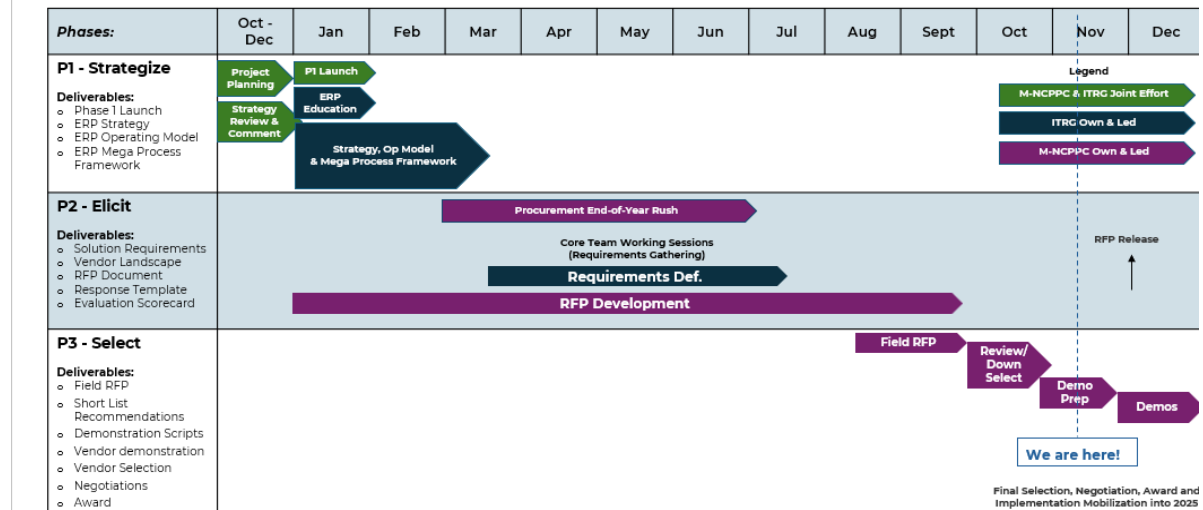 Phases:
Oct -
Dec
Jan
Feb
Mar
Apr
May
Jun
Jul
Aug
Sept
Oct
Nov
Dec
P1 - Strategize
Deliverables:
Phase 1 Launch
ERP Strategy
ERP Operating Model
ERP Mega Process
Framework
Project
Planning
P1 Launch
Strategy
Review &
Comment
ERP
Education
Strategy, Op Model
& Mega Process Framework
Legend
M-NCPPC & ITRG Joint Effort
ITRG Own & Led
M-NCPPC Own & Led
P2 - Elicit
Deliverables:
Solution Requirements
Vendor Landscape
RFP Document
Response Template
Evaluation Scorecard
Procurement End-of-Year Rush
Core Team Working Sessions
(Requirements Gathering)
Requirements Def.
RFP Development
RFP Release
P3 - Select
Deliverables:
Field RFP
Short List
Recommendations
Demonstration Scripts
Vendor demonstration
Vendor Selection
Negotiations
Award
Field RFP
Review/
Down
Select
Demo
Prep
Demos
We are here!
Final Selection, Negotiation, Award and
Implementation Mobilization into 2025